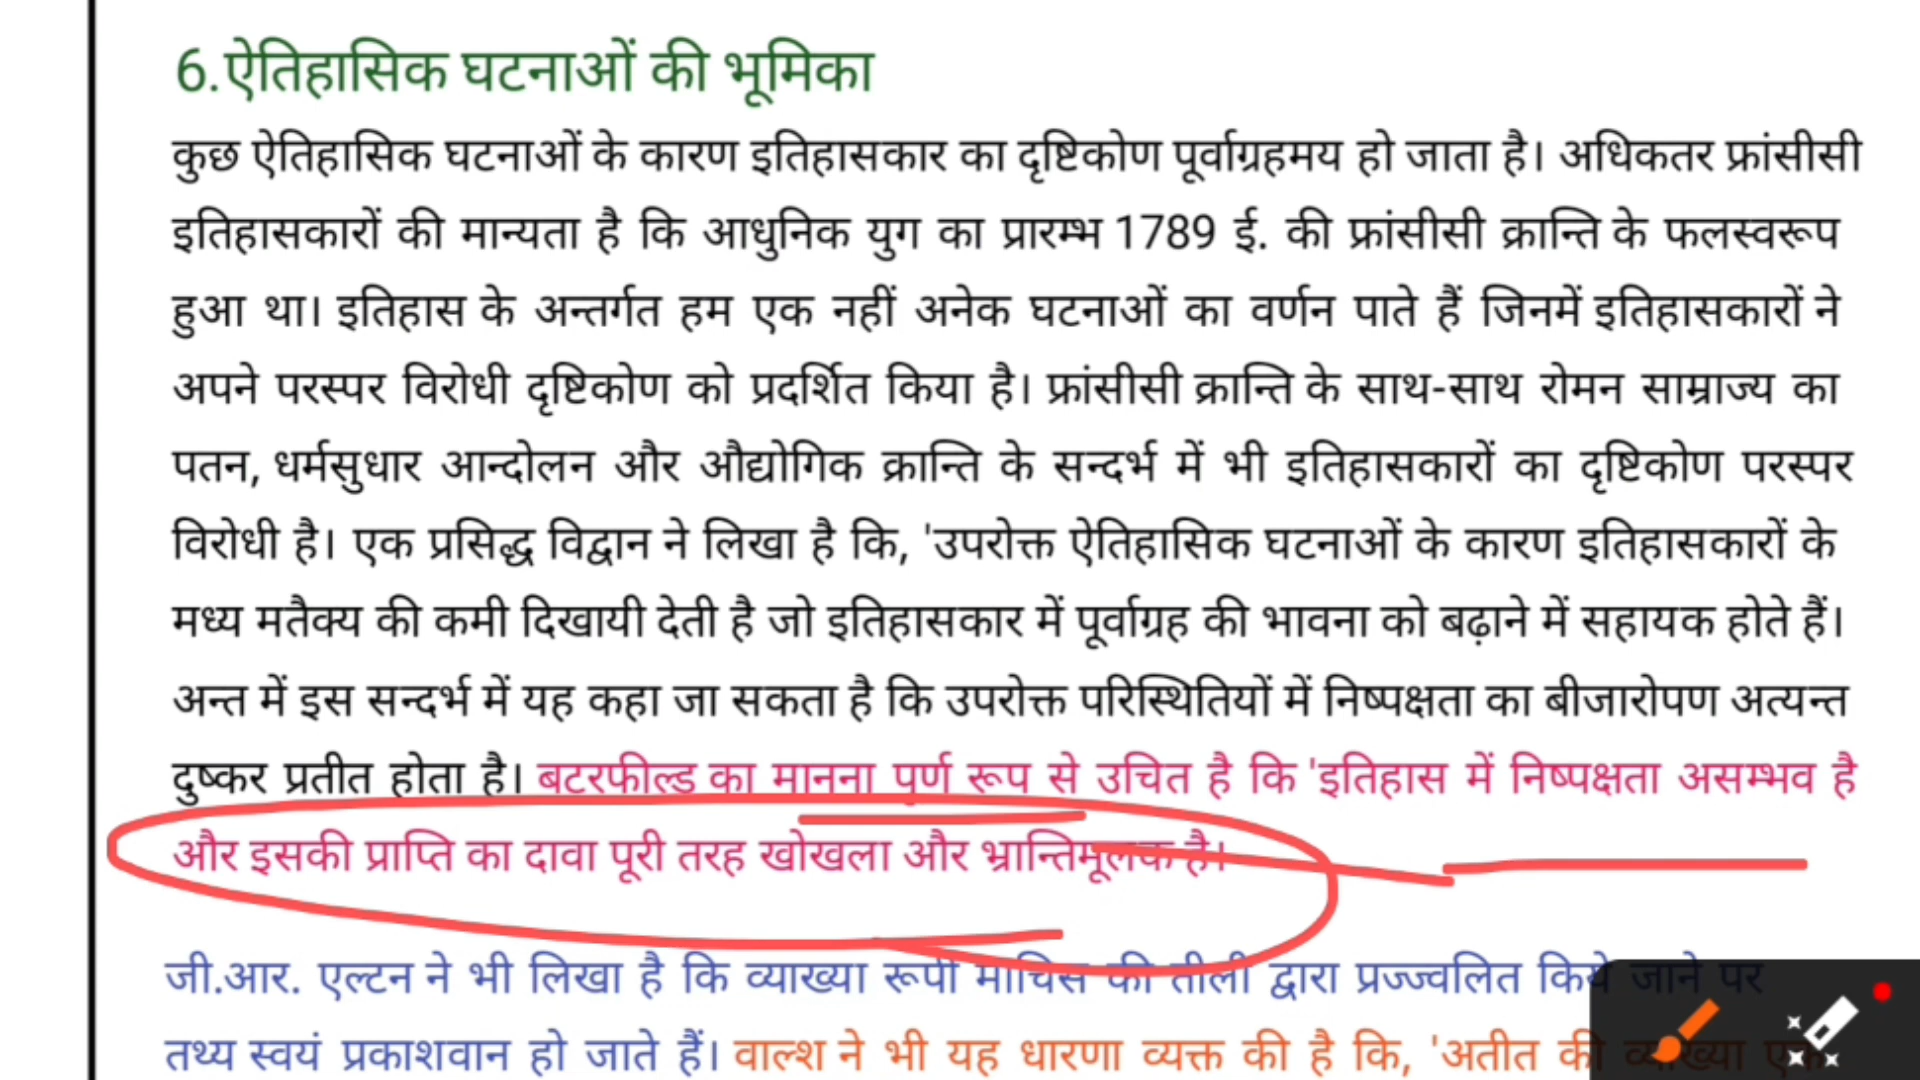 6.ऐतिहासिक घटनाओं की भूमिका
कुछ ऐतिहासिक घटनाओं के कारण इतिहासकार का दृष्टिकोण पूर्वाग्रहमय हो जाता है। अधिकतर फ्रांसीसी
इतिहासकारों की मान्यता है कि आधुनिक युग का प्रारम्भ 1789 ई. की फ्रांसीसी क्रान्ति के फलस्वरूप
हुआ था। इतिहास के अन्तर्गत हम एक नहीं अनेक घटनाओं का वर्णन पाते हैं जिनमें इतिहासकारों ने
अपने परस्पर विरोधी दृष्टिकोण को प्रदर्शित किया है। फ्रांसीसी क्रान्ति के साथ-साथ रोमन साम्राज्य का
पतन, धर्मसुधार आन्दोलन और औद्योगिक क्रान्ति के सन्दर्भ में भी इतिहासकारों का दृष्टिकोण परस्पर
विरोधी है। एक प्रसिद्ध विद्वान ने लिखा है कि, 'उपरोक्त ऐतिहासिक घटनाओं के कारण इतिहासकारों के
मध्य मतैक्य की कमी दिखायी देती है जो इतिहासकार में पूर्वाग्रह की भावना को बढ़ाने में सहायक होते हैं।
अन्त में इस सन्दर्भ में यह कहा जा सकता है कि उपरोक्त परिस्थितियों में निष्पक्षता का बीजारोपण अत्यन्त
दुष्कर प्रतीत होता है। बटरफील्ड का मानना पूर्ण रूप से उचित है कि 'इतिहास में निष्पक्षता असम्भव है
और इसकी प्राप्ति का दावा पूरी तरह खोखला और भ्रान्तिमूलक है।
जी.आर. एल्टन ने भी लिखा है कि व्याख्या रूपी माचिस की तीली द्वारा प्रज्ज्वलित किये जाने पर
तथ्य स्वयं प्रकाशवान हो जाते हैं। वाल्श ने भी यह धारणा व्यक्त की है कि, 'अतीत की व्याख्या एक